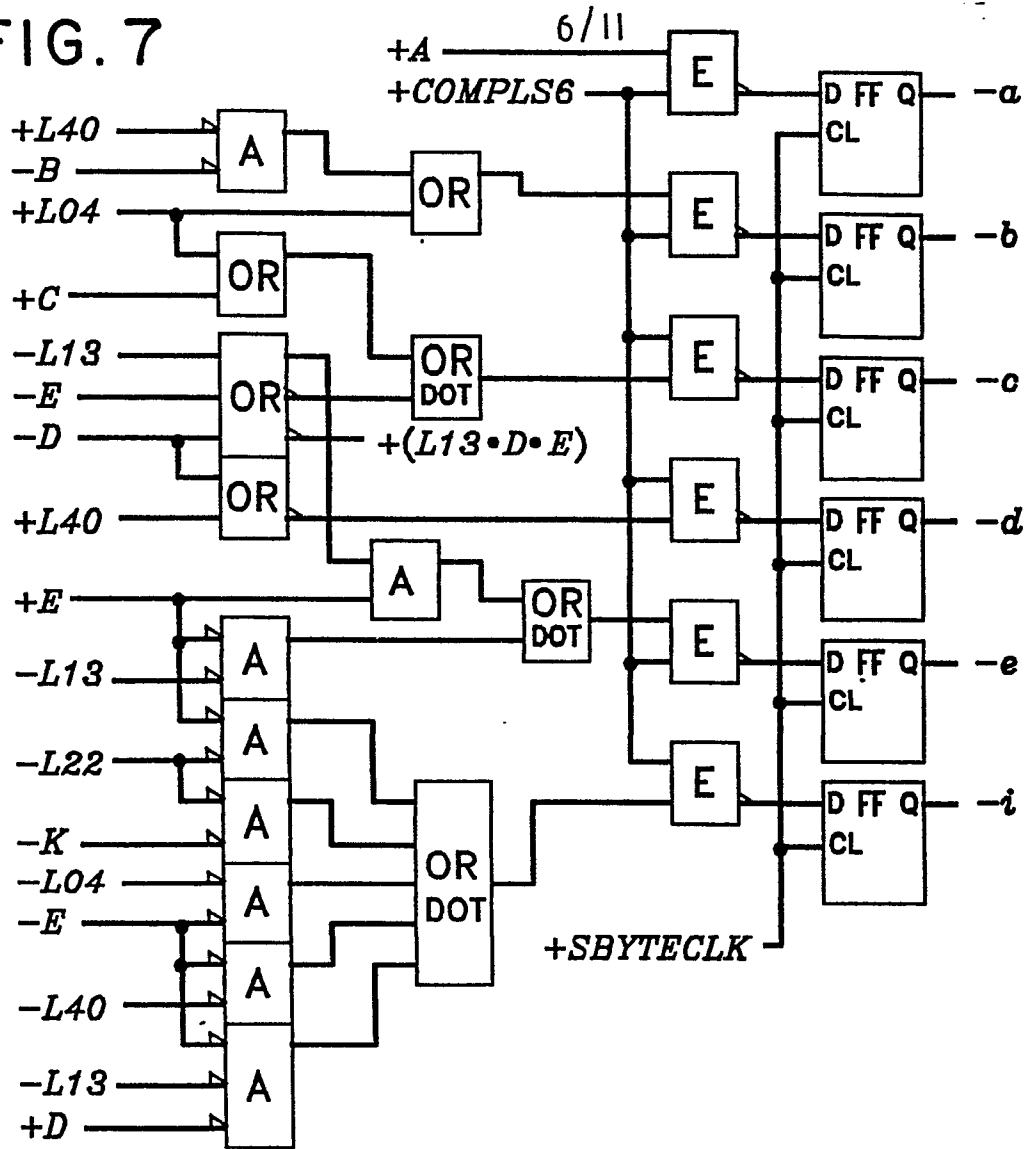 FIG. 7
6/11
+A
+COMPLS6
E
D FF Q
CL
-a
+L40
-B
A
OR
+L04
E
D FF Q
CL
-b
OR
+C
-L13
OR
DOT
E
D FF Q
CL
-c
-E
OR
-D
+(L13•D•E)
OR
+L40
E
D FF Q
CL
-d
A
+E
OR
DOT
E
D FF Q
CL
-e
A
-L13
A
-L22
A
E
D FF Q
CL
-i
-K
OR
DOT
-L04
A
-E
+SBYTECLK
A
-L40
A
-L13
+D